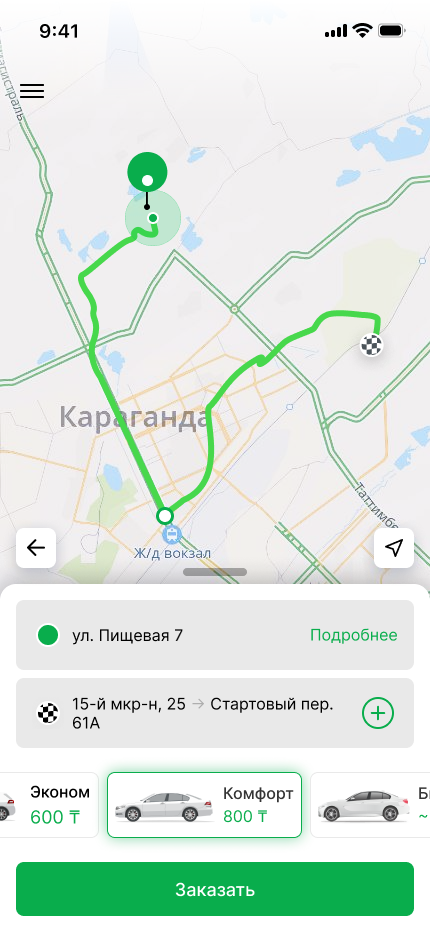 9:41
Караганда
Таттимбе
Ж/д вокзал
ул. Пищевая 7
Подробнее
15-й мкр-н, 25 → Стартовый пер.
61А
Эконом
600 ₸
Комфорт
800 ₸
~
Заказать